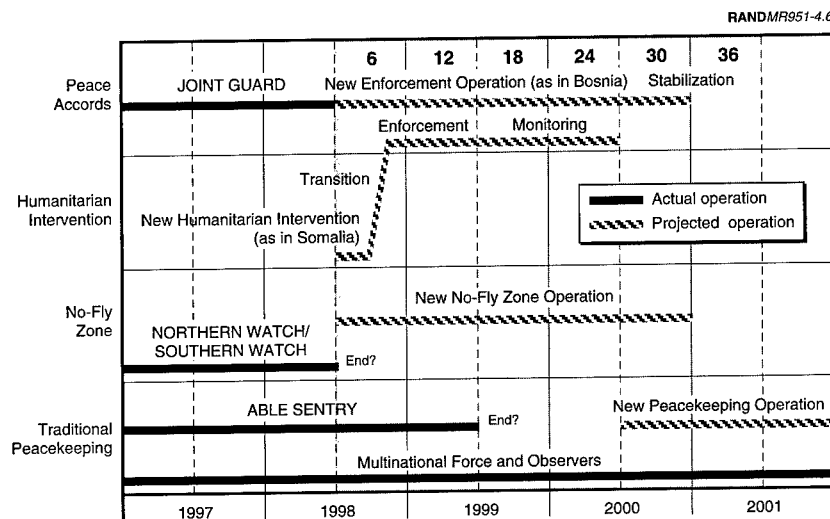 RANDMR951-4.6
6 12 18 24 30 36
Peace
Accords
JOINT GUARD
New Enforcement Operation (as in Bosnia)
Stabilization
Enforcement
Monitoring
Humanitarian
Intervention
Transition
New Humanitarian Intervention
(as in Somalia)
Actual operation
Projected operation
No-Fly
Zone
New No-Fly Zone Operation
NORTHERN WATCH/
SOUTHERN WATCH
End?
Traditional
Peacekeeping
ABLE SENTRY
End?
New Peacekeeping Operation
Multinational Force and Observers
1997 1998 1999 2000 2001